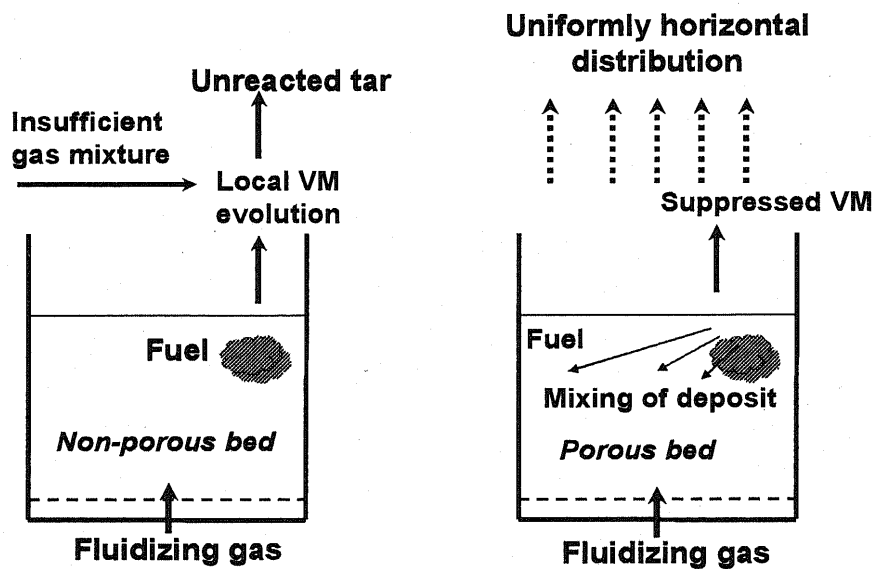 Unreacted tar
Insufficient
gas mixture
Local VM
evolution
Fuel
Non-porous bed
Fluidizing gas
Uniformly horizontal
distribution
Suppressed VM
Fuel
Mixing of deposit
Porous bed
Fluidizing gas